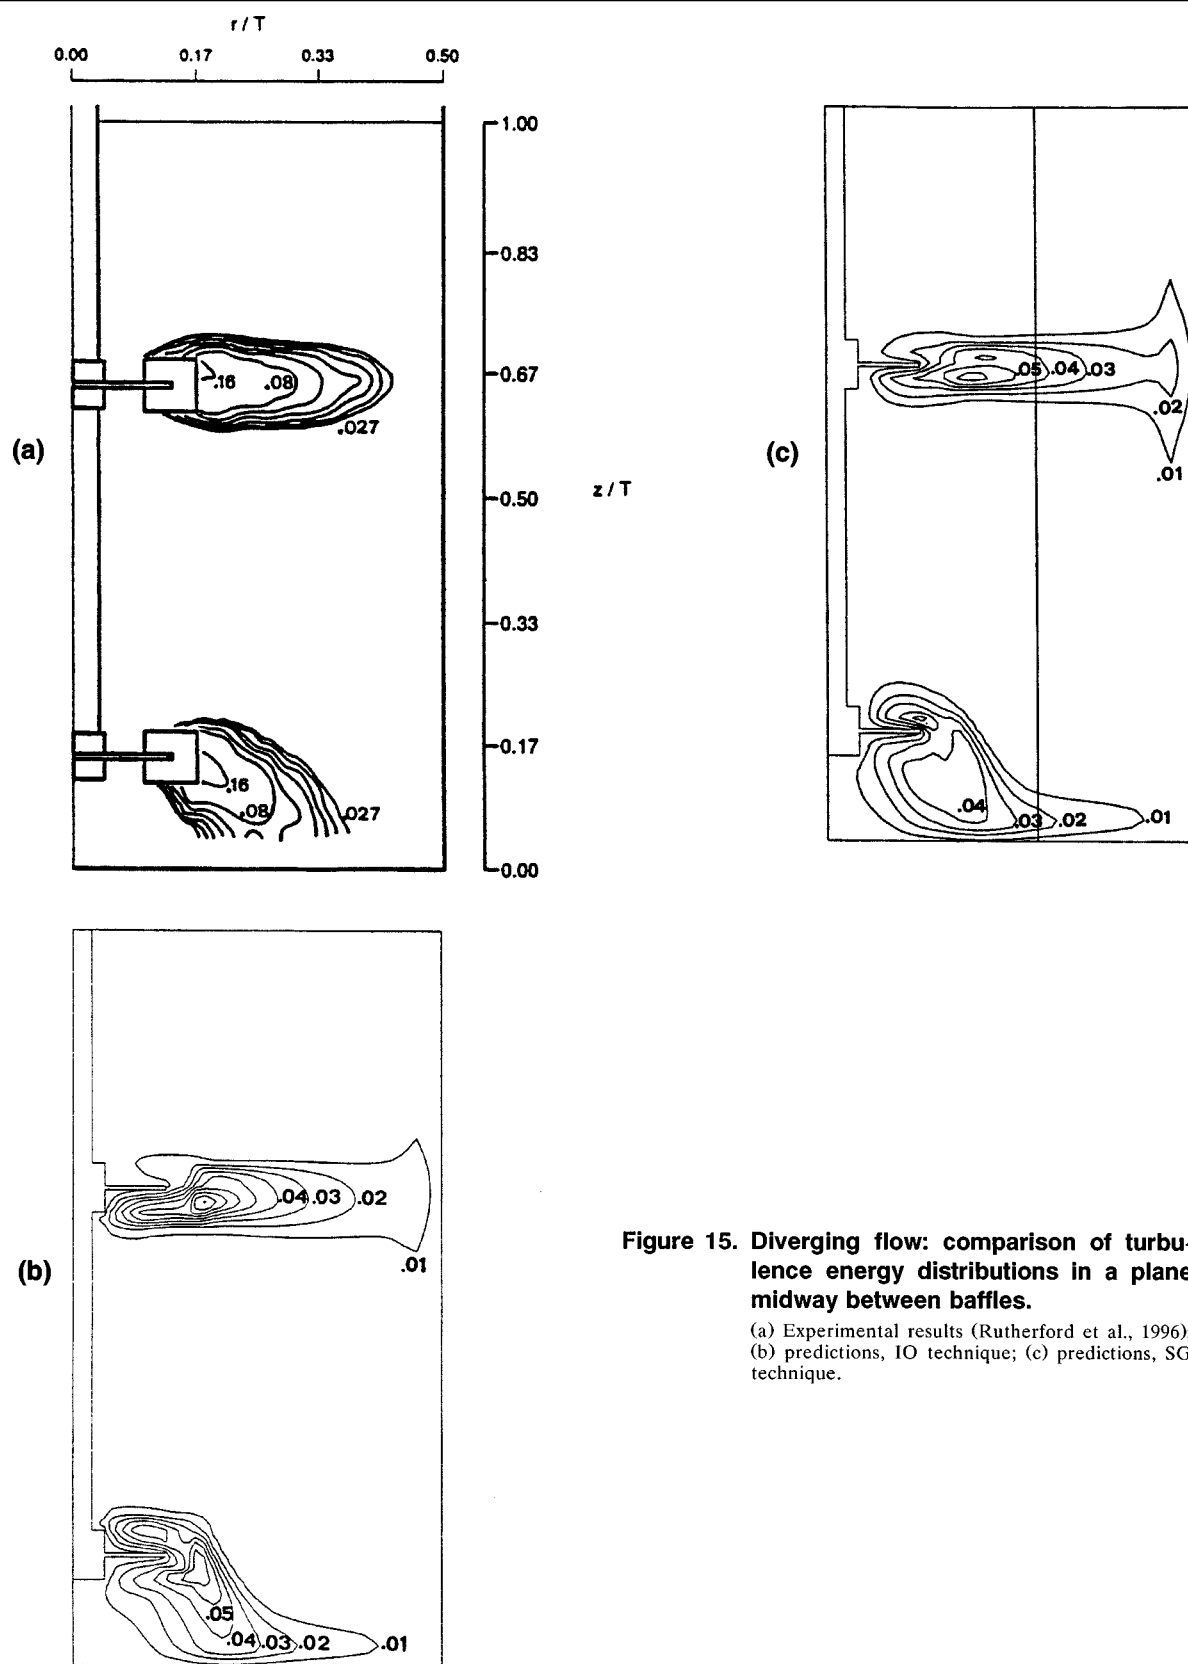 r / T
0.00 0.17 0.33 0.50
1.00
0.83
0.67
0.50
0.33
0.17
0.00
z / T
(a)
.16 .08
.027
.16
.08 .027
(c)
.05 .04 .03
.02
.01
.04
.03 .02 .01
(b)
.04 .03 .02
.01
.05
.04 .03 .02 .01
Figure 15. Diverging flow: comparison of turbu-
lence energy distributions in a plane
midway between baffles.
(a) Experimental results (Rutherford et al., 1996)
(b) predictions, IO technique; (c) predictions, SG
technique.